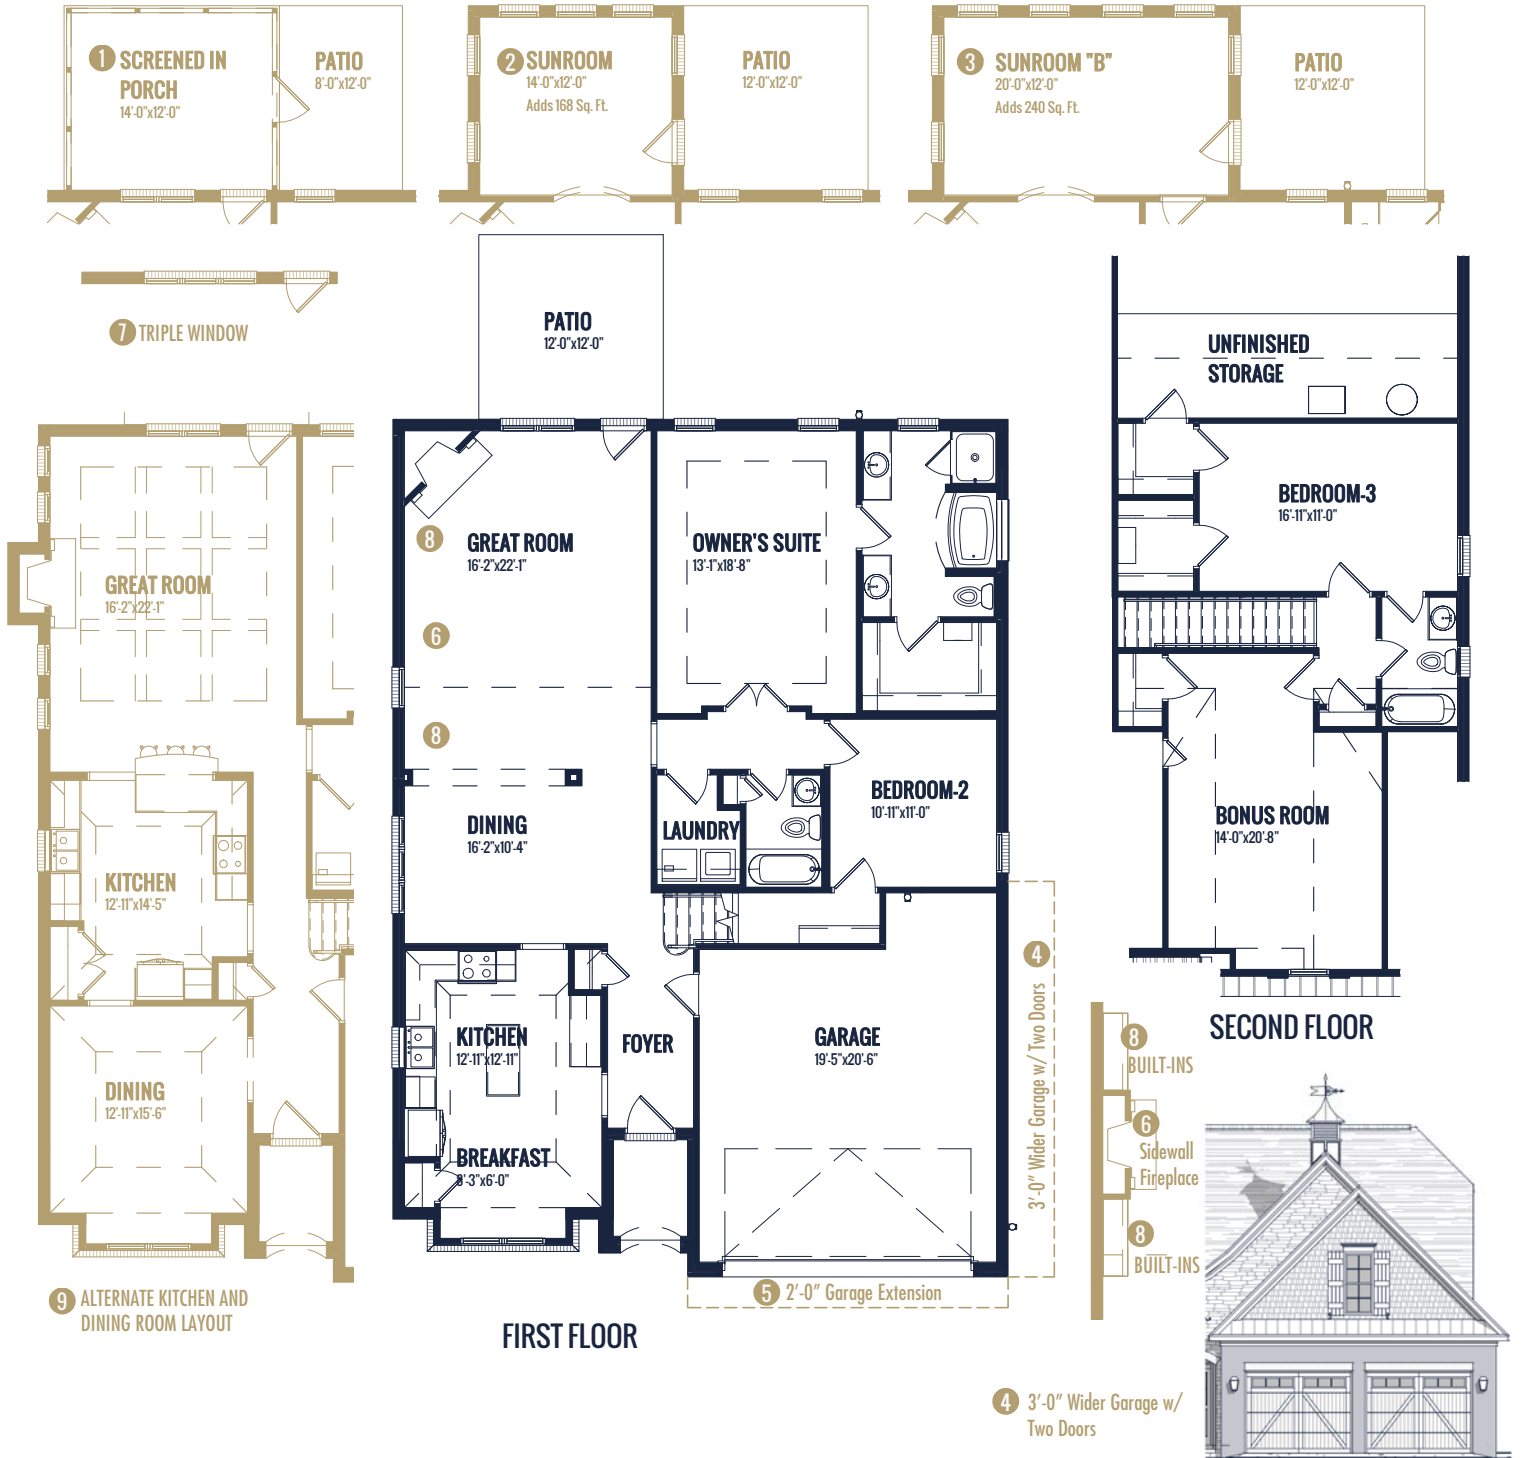 1 SCREENED IN
PORCH
14'-0"x12'-0"
PATIO
8'-0"x12'-0"
2 SUNROOM
14'-0"x12'-0"
Adds 168 Sq. Ft.
PATIO
12'-0"x12'-0"
3 SUNROOM "B"
20'-0"x12'-0"
Adds 240 Sq. Ft.
PATIO
12'-0"x12'-0"
7 TRIPLE WINDOW
PATIO
12'-0"x12'-0"
UNFINISHED
STORAGE
GREAT ROOM
16'-2"x22'-1"
KITCHEN
12'-11"x14'-5"
DINING
12'-11"x15'-6"
9 ALTERNATE KITCHEN AND
DINING ROOM LAYOUT
8
GREAT ROOM
16'-2"x22'-1"
6
8
OWNER'S SUITE
13'-1"x18'-8"
DINING
16'-2"x10'-4"
LAUNDRY
BEDROOM-2
10'-11"x11'-0"
KITCHEN
12'-11"x12'-11"
FOYER
GARAGE
19'-5"x20'-6"
BREAKFAST
8'-3"x6'-0"
4
3'-0" Wider Garage w/ Two Doors
5 2'-0" Garage Extension
FIRST FLOOR
BEDROOM-3
16'-11"x11'-0"
BONUS ROOM
14'-0"x20'-8"
SECOND FLOOR
8
BUILT-INS
6
Sidewall
Fireplace
8
BUILT-INS
4 3'-0" Wider Garage w/
Two Doors